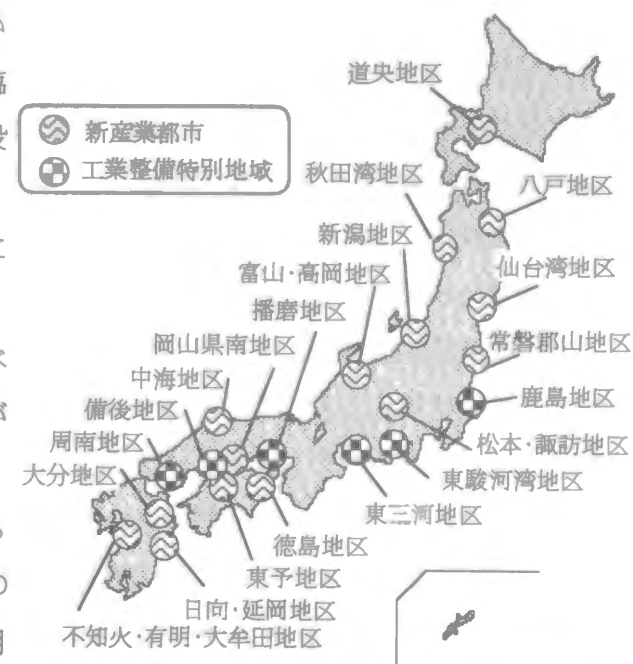 新産業都市
工業整備特別地域
道央地区
秋田湾地区
八戸地区
新潟地区
仙台湾地区
富山・高岡地区
播磨地区
常磐郡山地区
岡山県南地区
中海地区
鹿島地区
備後地区
松本・諏訪地区
周南地区
東駿河湾地区
大分地区
東三河地区
徳島地区
東予地区
日向・延岡地区
不知火・有明・大牟田地区